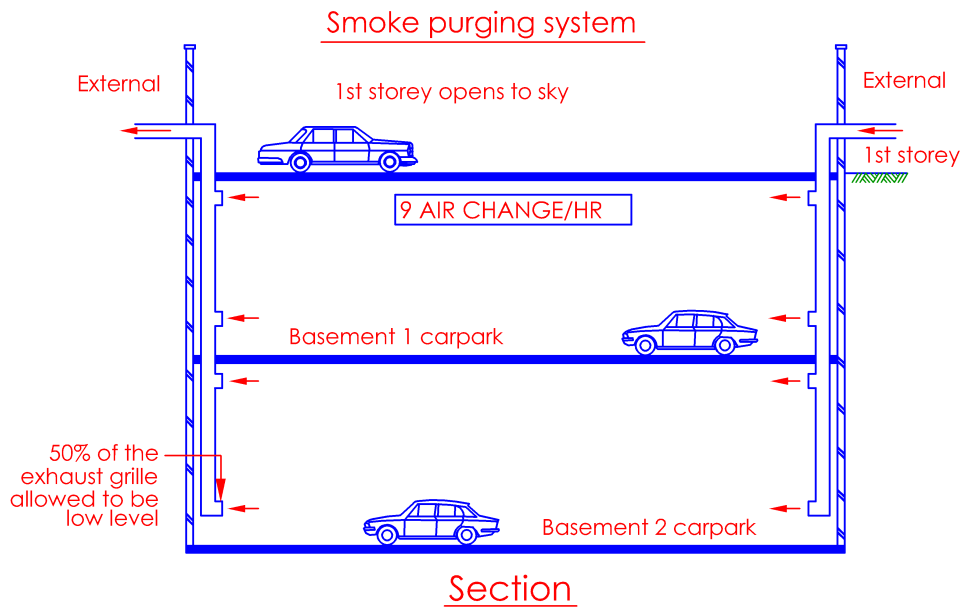 Smoke purging system
External
External
1st storey opens to sky
1st storey
9 AIR CHANGE/HR
Basement 1 carpark
50% of the
exhaust grille
allowed to be
low level
Basement 2 carpark
Section